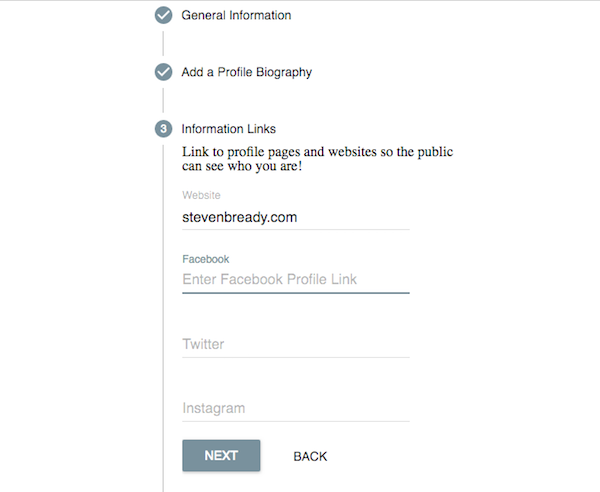 General Information
Add a Profile Biography
3 Information Links
Link to profile pages and websites so the public
can see who you are!
Website
stevenbready.com
Facebook
Enter Facebook Profile Link
Twitter
Instagram
NEXT BACK